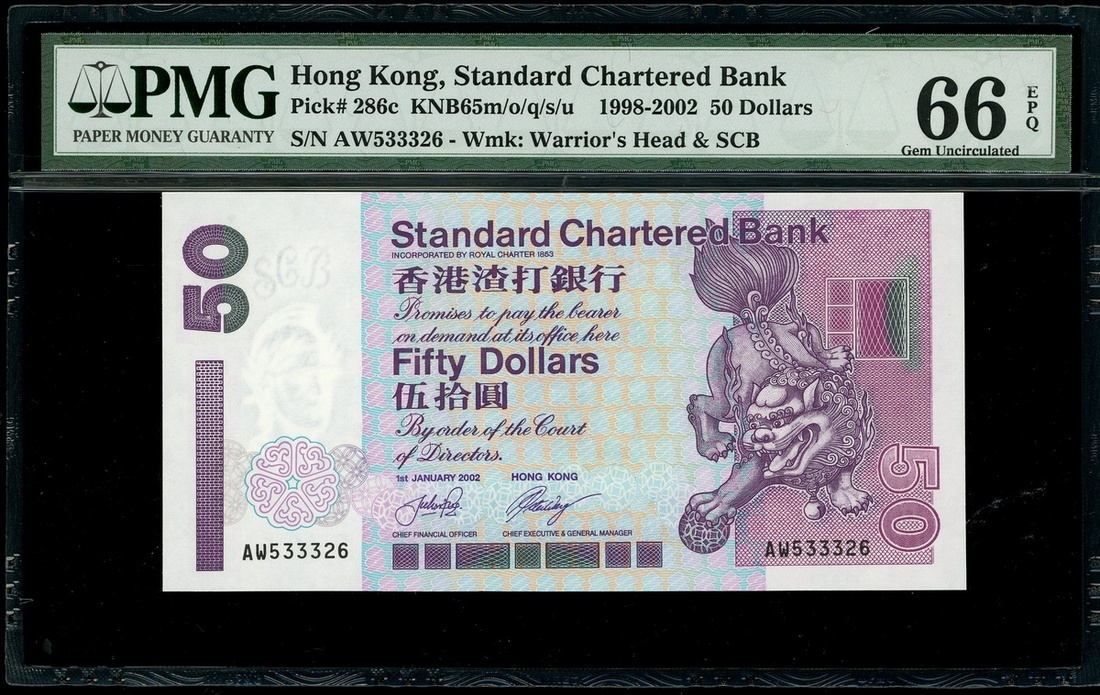 PMG
PAPER MONEY GUARANTY
Hong Kong, Standard Chartered Bank
Pick# 286c KNB65m/o/q/s/u 1998-2002 50 Dollars
S/N AW533326 - Wmk: Warrior's Head & SCB
66 EPQ
Gem Uncirculated
50
SCB
Standard Chartered Bank
INCORPORATED BY ROYAL CHARTER 1853
香港渣打銀行
Promises to pay the bearer
on demand at its office here
Fifty Dollars
伍拾圓
By order of the Court
of Directors.
1st JANUARY 2002 HONG KONG
CHIEF FINANCIAL OFFICER CHIEF EXECUTIVE & GENERAL MANAGER
AW533326
AW533326
50